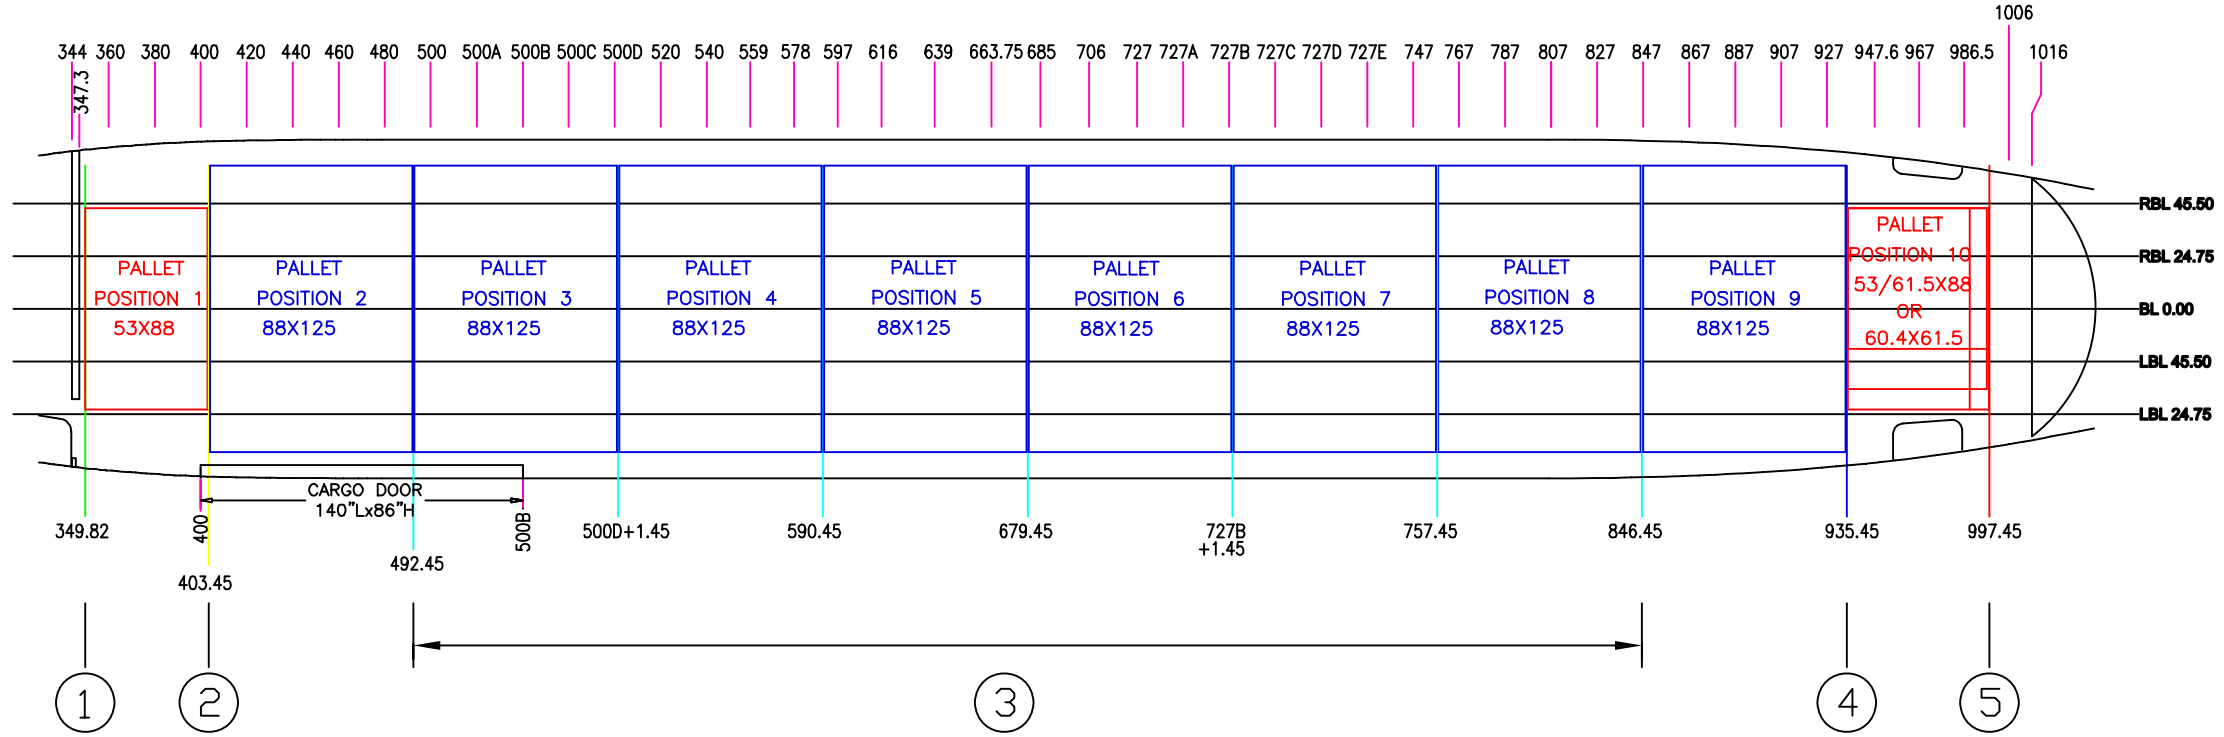 1006
344 360 380 400 420 440 460 480 500 500A 500B 500C 500D 520 540 559 578 597 616 639 663.75 685 706 727 727A 727B 727C 727D 727E 747 767 787 807 827 847 867 887 907 927 947.6 967 986.5 1016
347.3
RBL 45.50
RBL 24.75
BL 0.00
LBL 45.50
LBL 24.75
PALLET
POSITION 1
53X88
PALLET
POSITION 2
88X125
PALLET
POSITION 3
88X125
PALLET
POSITION 4
88X125
PALLET
POSITION 5
88X125
PALLET
POSITION 6
88X125
PALLET
POSITION 7
88X125
PALLET
POSITION 8
88X125
PALLET
POSITION 9
88X125
PALLET
POSITION 10
53/61.5X88
OR
60.4X61.5
CARGO DOOR
140"Lx86"H
400
500B
349.82
403.45
492.45
500D+1.45
590.45
679.45
727B
+1.45
757.45
846.45
935.45
997.45
1 2 3 4 5